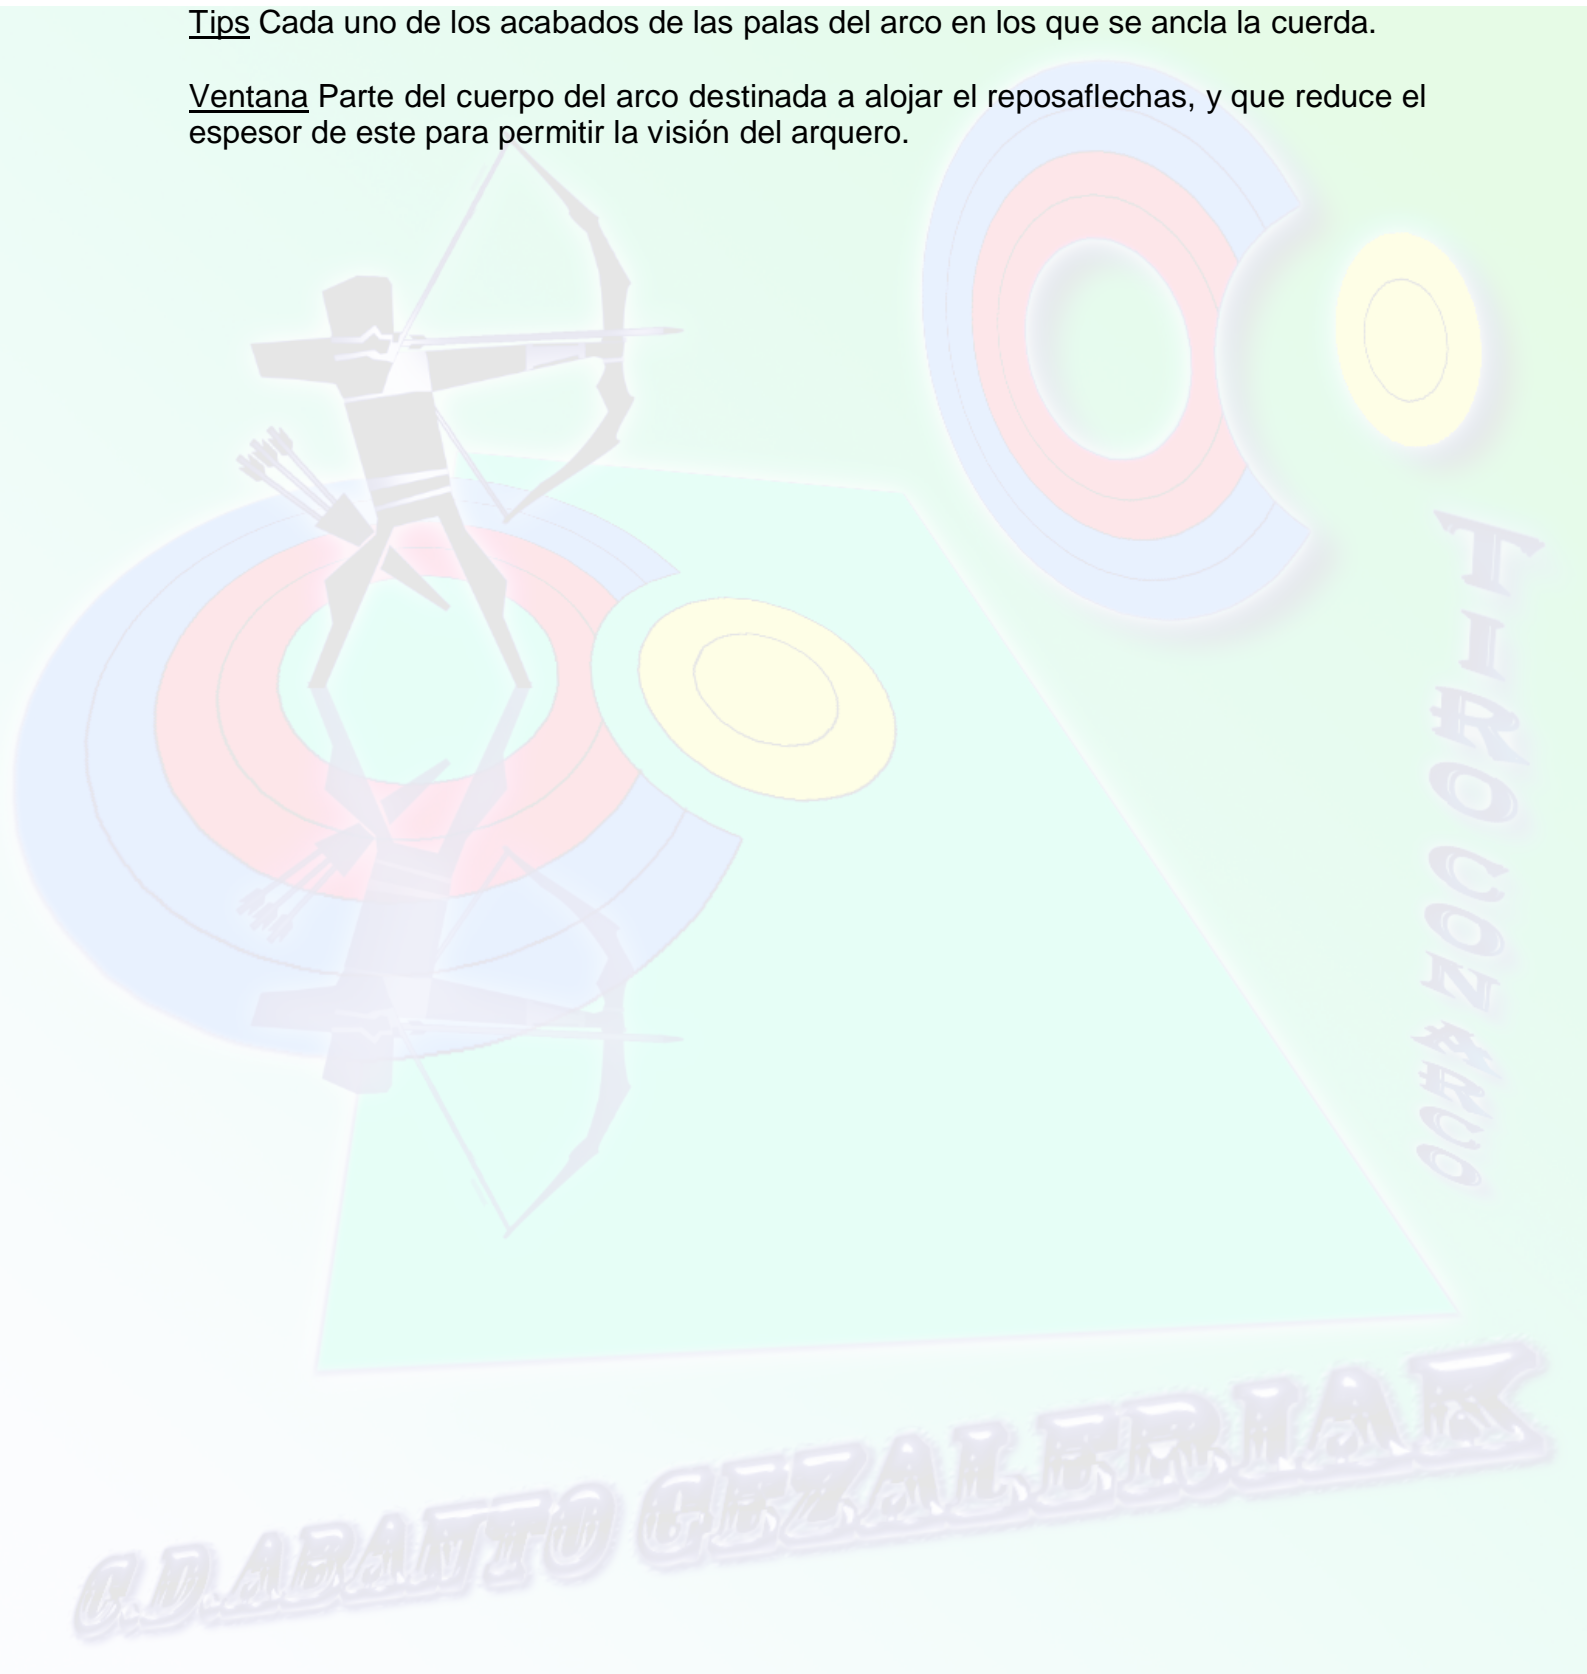 Tips Cada uno de los acabados de las palas del arco en los que se ancla la cuerda.
Ventana Parte del cuerpo del arco destinada a alojar el reposaflechas, y que reduce el
espesor de este para permitir la visión del arquero.
TIRO CON ARCO
C.D.ABANTO GEZALERIAK